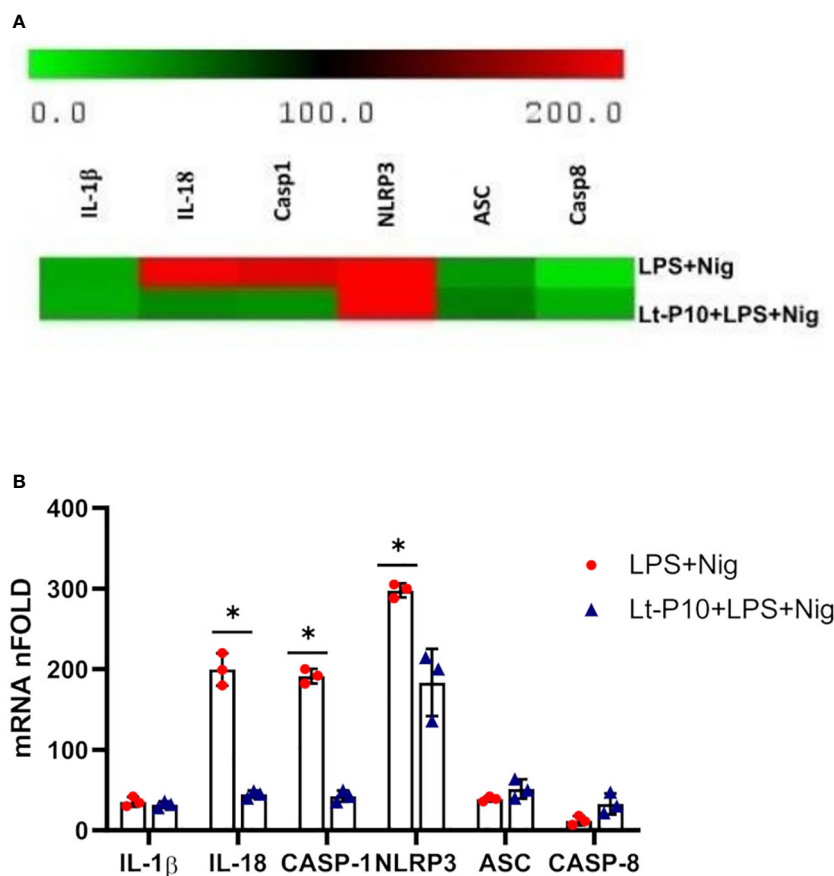 A
0.0 100.0 200.0
IL-1β IL-18 Casp1 NLRP3 ASC Casp8
LPS+Nig
Lt-P10+LPS+Nig
B
mRNA nFOLD
400
300
200
100
0
* * *
LPS+Nig
Lt-P10+LPS+Nig
IL-1β IL-18 CASP-1 NLRP3 ASC CASP-8